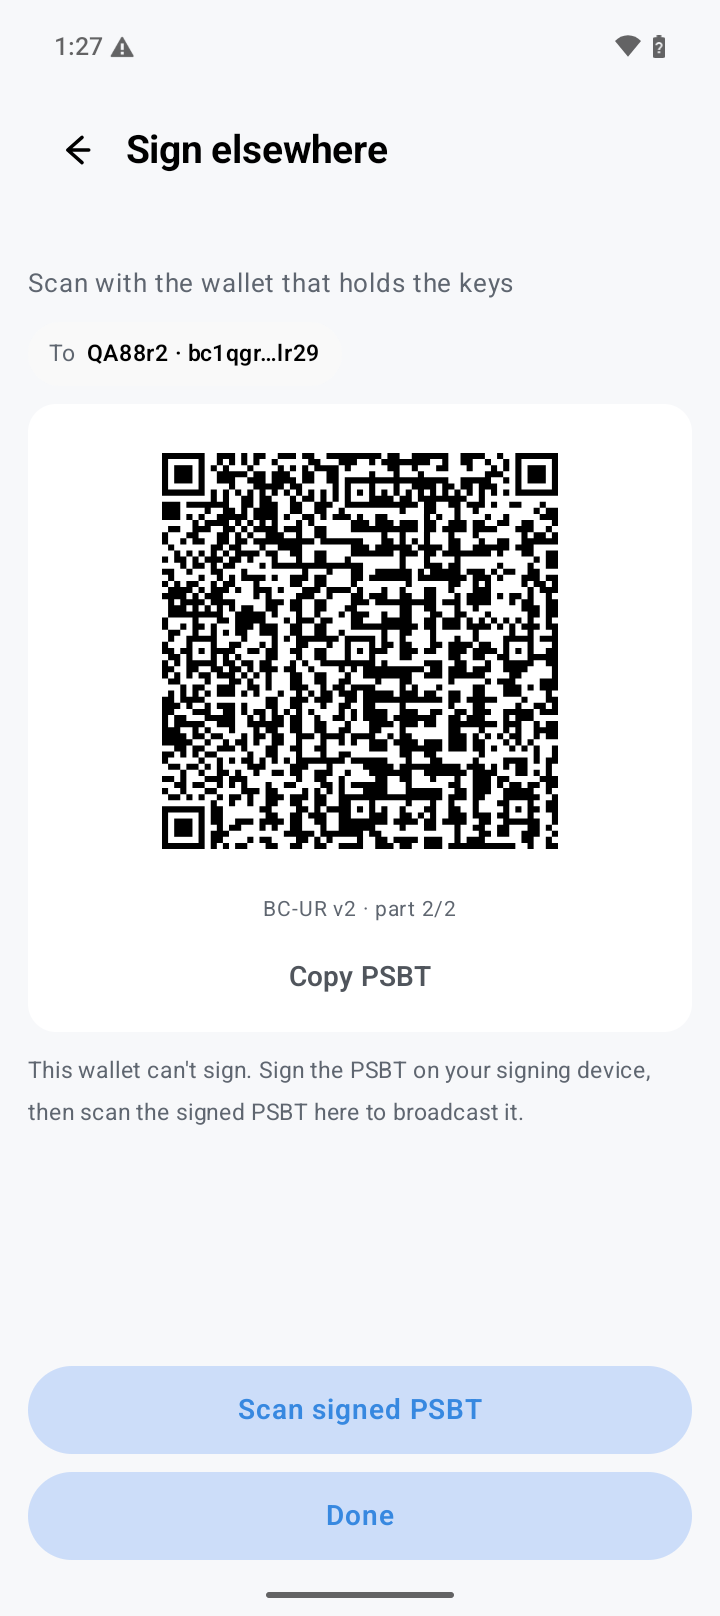 1:27
Sign elsewhere
Scan with the wallet that holds the keys
To QA88r2 · bc1qgr…lr29
BC-UR v2 · part 2/2
Copy PSBT
This wallet can't sign. Sign the PSBT on your signing device,
then scan the signed PSBT here to broadcast it.
Scan signed PSBT
Done